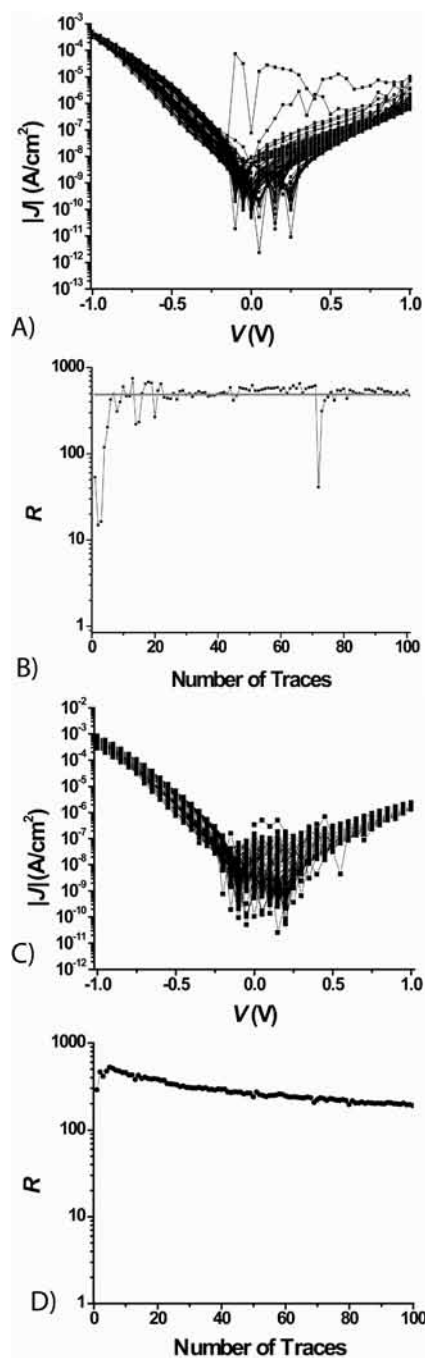 10⁻³
10⁻⁴
10⁻⁵
10⁻⁶
10⁻⁷
10⁻⁸
10⁻⁹
10⁻¹⁰
10⁻¹¹
10⁻¹²
10⁻¹³
|J| (A/cm²)
-1.0 -0.5 0.0 0.5 1.0
V (V)
A)
1000
100
10
1
R
0 20 40 60 80 100
Number of Traces
B)
10⁻²
10⁻³
10⁻⁴
10⁻⁵
10⁻⁶
10⁻⁷
10⁻⁸
10⁻⁹
10⁻¹⁰
10⁻¹¹
10⁻¹²
|J|(A/cm²)
-1.0 -0.5 0.0 0.5 1.0
V (V)
C)
1000
100
10
1
R
0 20 40 60 80 100
Number of Traces
D)